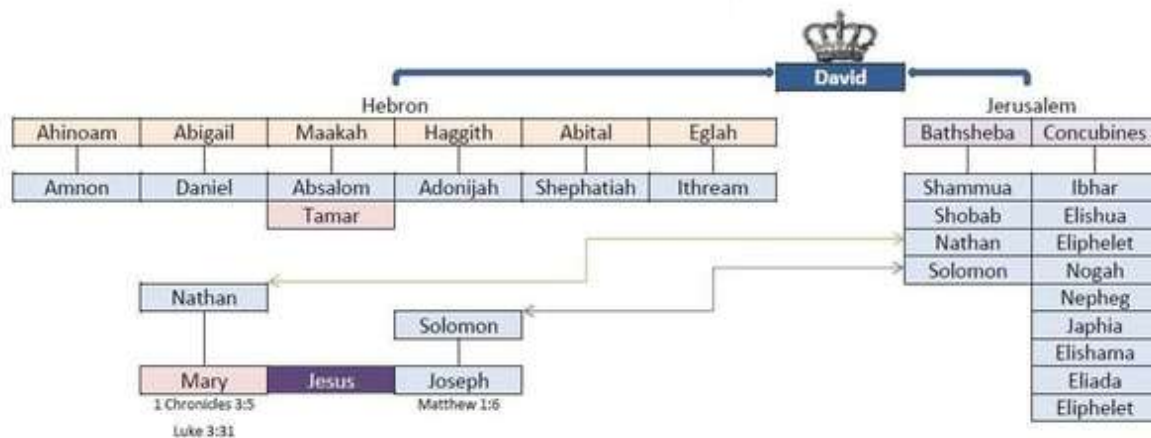 David
Hebron
Jerusalem
Ahinoam Abigail Maakah Haggith Abital Eglah
Bathsheba Concubines
Amnon Daniel Absalom Adonijah Shephatiah Ithream
Tamar
Shammua Ibhar
Shobab Elishua
Nathan Eliphelet
Solomon Nogah
Nepheg
Japhia
Elishama
Eliada
Eliphelet
Nathan
Solomon
Mary Jesus Joseph
1 Chronicles 3:5 Matthew 1:6
Luke 3:31